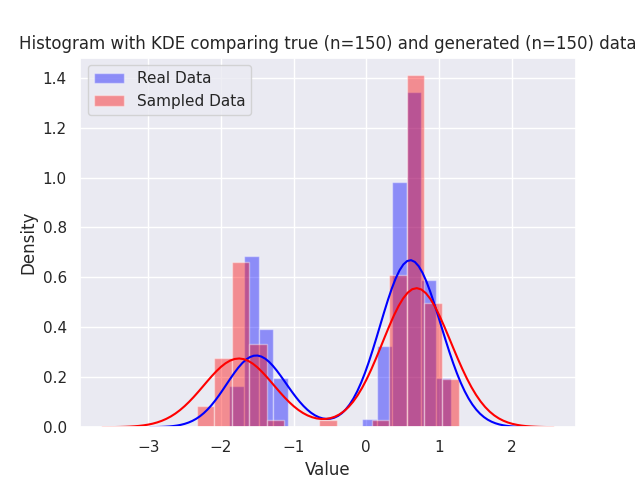 Histogram with KDE comparing true (n=150) and generated (n=150) data
Real Data
Sampled Data
Density
1.4
1.2
1.0
0.8
0.6
0.4
0.2
0.0
−3 −2 −1 0 1 2
Value